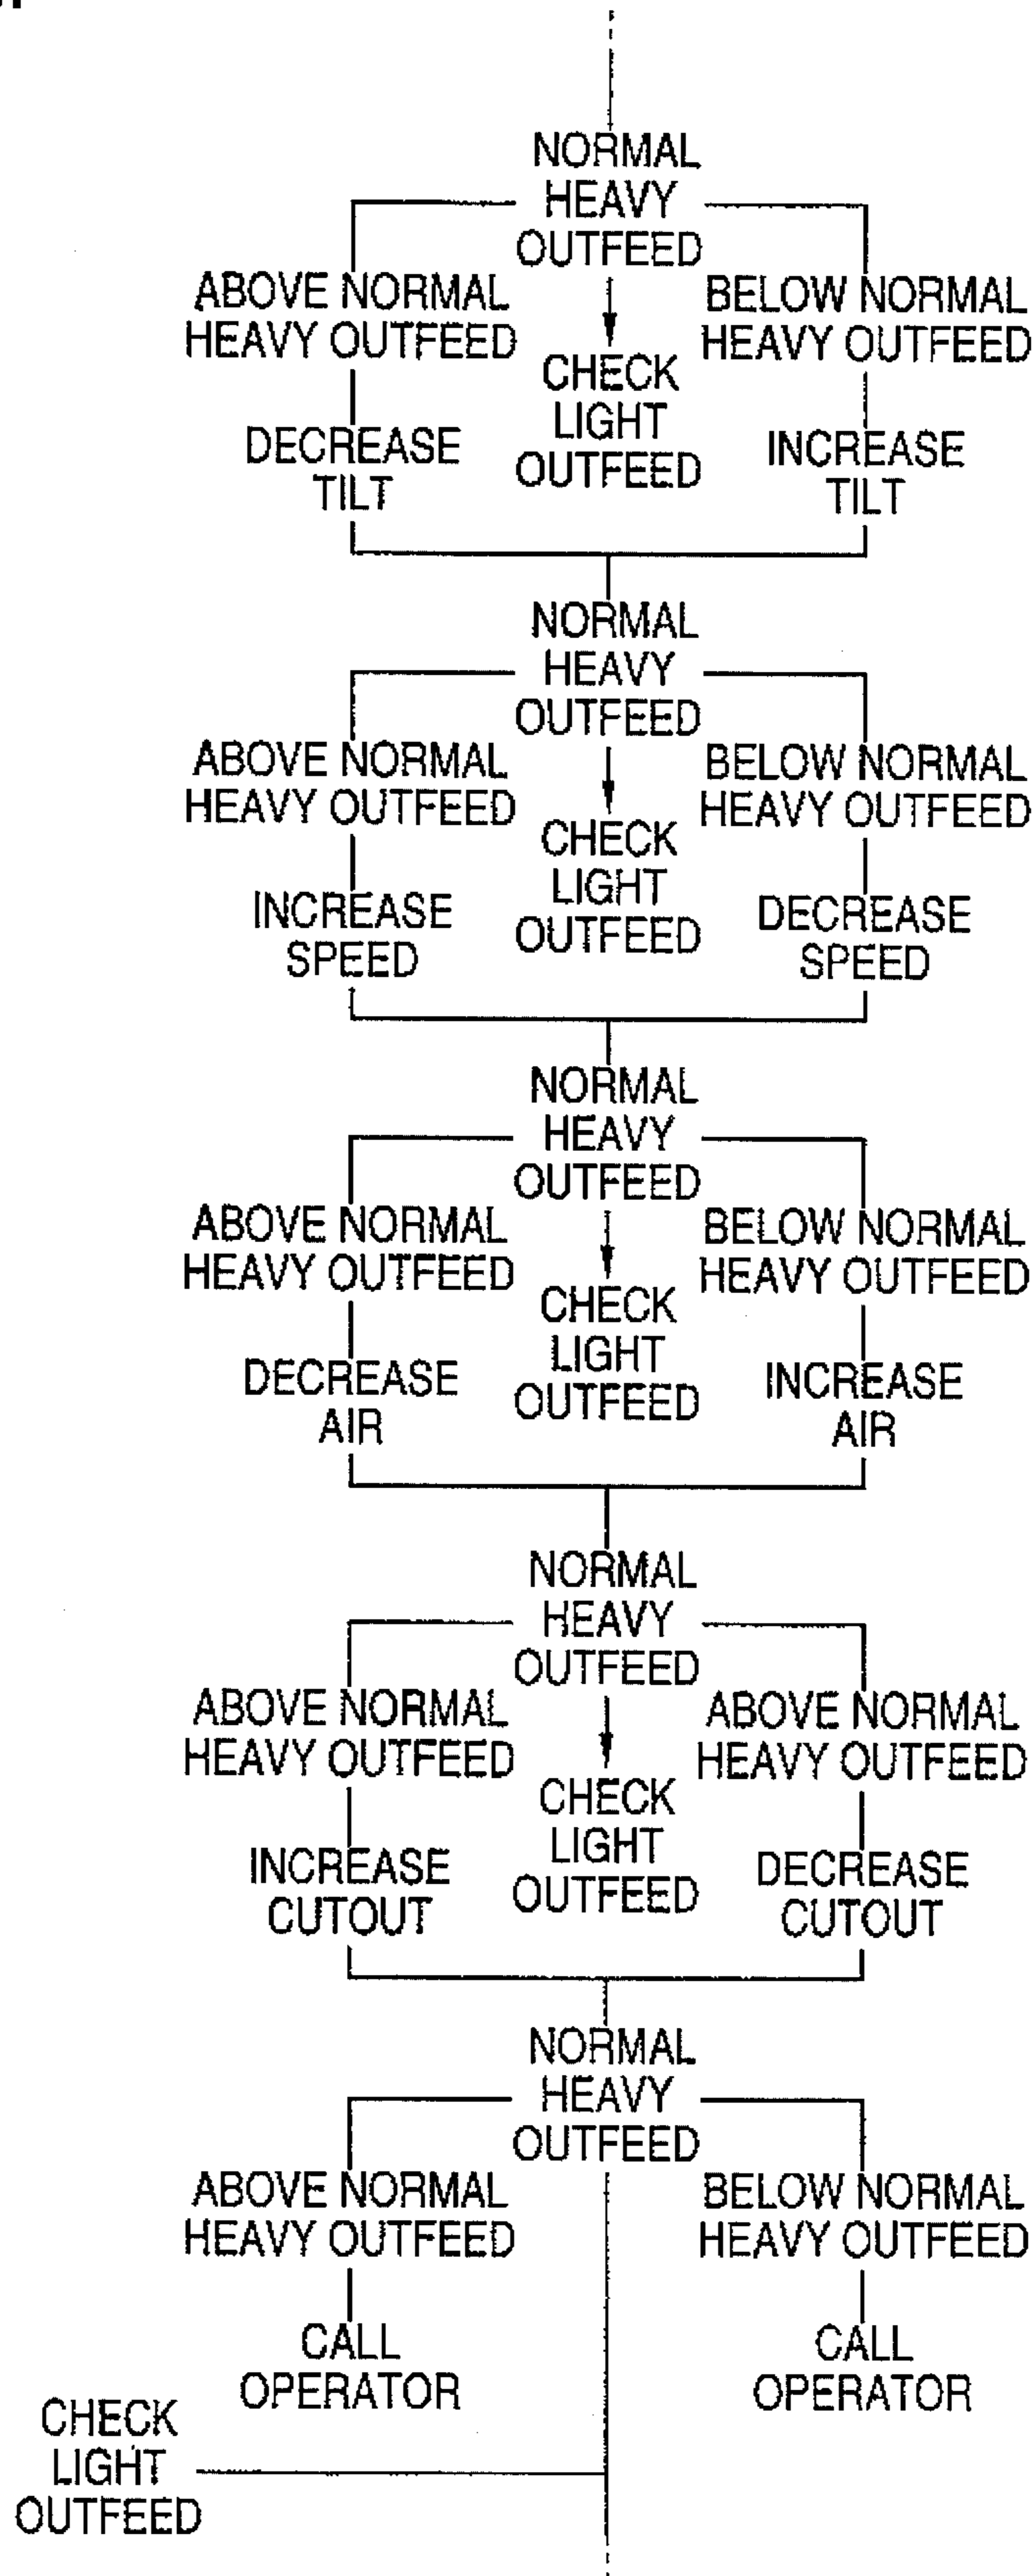 NORMAL
HEAVY
OUTFEED
ABOVE NORMAL
HEAVY OUTFEED
CHECK
LIGHT
OUTFEED
BELOW NORMAL
HEAVY OUTFEED
DECREASE
TILT
INCREASE
TILT
NORMAL
HEAVY
OUTFEED
ABOVE NORMAL
HEAVY OUTFEED
CHECK
LIGHT
OUTFEED
BELOW NORMAL
HEAVY OUTFEED
INCREASE
SPEED
DECREASE
SPEED
NORMAL
HEAVY
OUTFEED
ABOVE NORMAL
HEAVY OUTFEED
CHECK
LIGHT
OUTFEED
BELOW NORMAL
HEAVY OUTFEED
DECREASE
AIR
INCREASE
AIR
NORMAL
HEAVY
OUTFEED
ABOVE NORMAL
HEAVY OUTFEED
CHECK
LIGHT
OUTFEED
ABOVE NORMAL
HEAVY OUTFEED
INCREASE
CUTOUT
DECREASE
CUTOUT
NORMAL
HEAVY
OUTFEED
ABOVE NORMAL
HEAVY OUTFEED
BELOW NORMAL
HEAVY OUTFEED
CALL
OPERATOR
CALL
OPERATOR
CHECK
LIGHT
OUTFEED